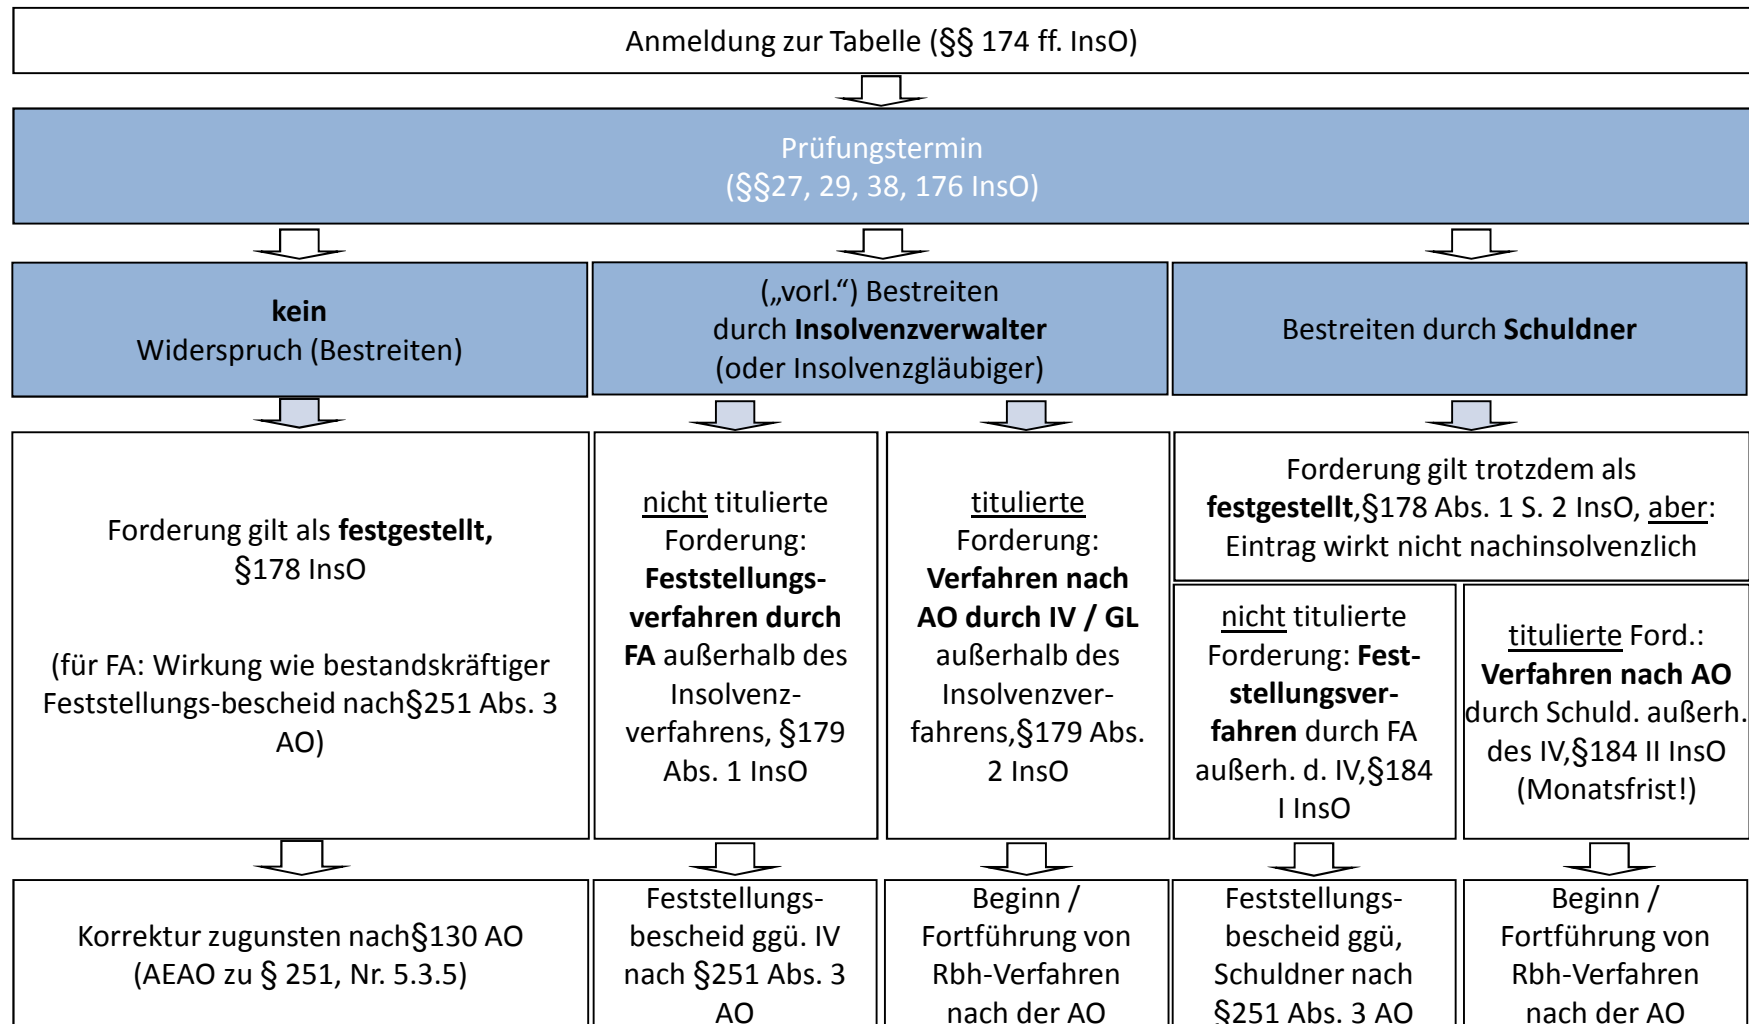 Anmeldung zur Tabelle (§§ 174 ff. InsO)
Prüfungstermin
(§§27, 29, 38, 176 InsO)
kein
Widerspruch (Bestreiten)
(„vorl.“) Bestreiten
durch Insolvenzverwalter
(oder Insolvenzgläubiger)
Bestreiten durch Schuldner
Forderung gilt als festgestellt,
§178 InsO
(für FA: Wirkung wie bestandskräftiger
Feststellungs-bescheid nach§251 Abs. 3
AO)
nicht titulierte
Forderung:
Feststellungs-
verfahren durch
FA außerhalb des
Insolvenz-
verfahrens, §179
Abs. 1 InsO
titulierte
Forderung:
Verfahren nach
AO durch IV / GL
außerhalb des
Insolvenzver-
fahrens,§179 Abs.
2 InsO
Forderung gilt trotzdem als
festgestellt,§178 Abs. 1 S. 2 InsO, aber:
Eintrag wirkt nicht nachinsolvenzlich
nicht titulierte
Forderung: Fest-
stellungsver-
fahren durch FA
außerh. d. IV,§184
I InsO
titulierte Ford.:
Verfahren nach AO
durch Schuld. außerh.
des IV,§184 II InsO
(Monatsfrist!)
Korrektur zugunsten nach§130 AO
(AEAO zu § 251, Nr. 5.3.5)
Feststellungs-
bescheid ggü. IV
nach §251 Abs. 3
AO
Beginn /
Fortführung von
Rbh-Verfahren
nach der AO
Feststellungs-
bescheid ggü,
Schuldner nach
§251 Abs. 3 AO
Beginn /
Fortführung von
Rbh-Verfahren
nach der AO